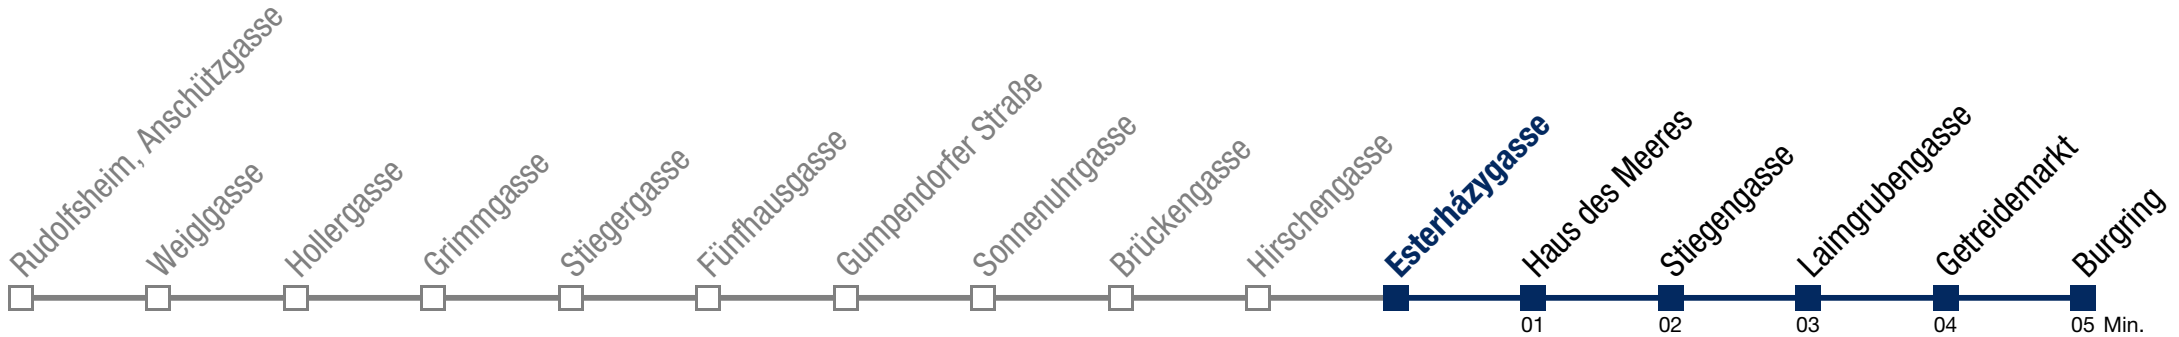 Rudolfsheim, Anschützgasse
Weiglgasse
Hollergasse
Grimmgasse
Stiegergasse
Fünfhausgasse
Gumpendorfer Straße
Sonnenuhrgasse
Brückengasse
Hirschengasse
Esterházygasse
Haus des Meeres
Stiegengasse
Laimgrubengasse
Getreidemarkt
Burgring
01 02 03 04 05 Min.